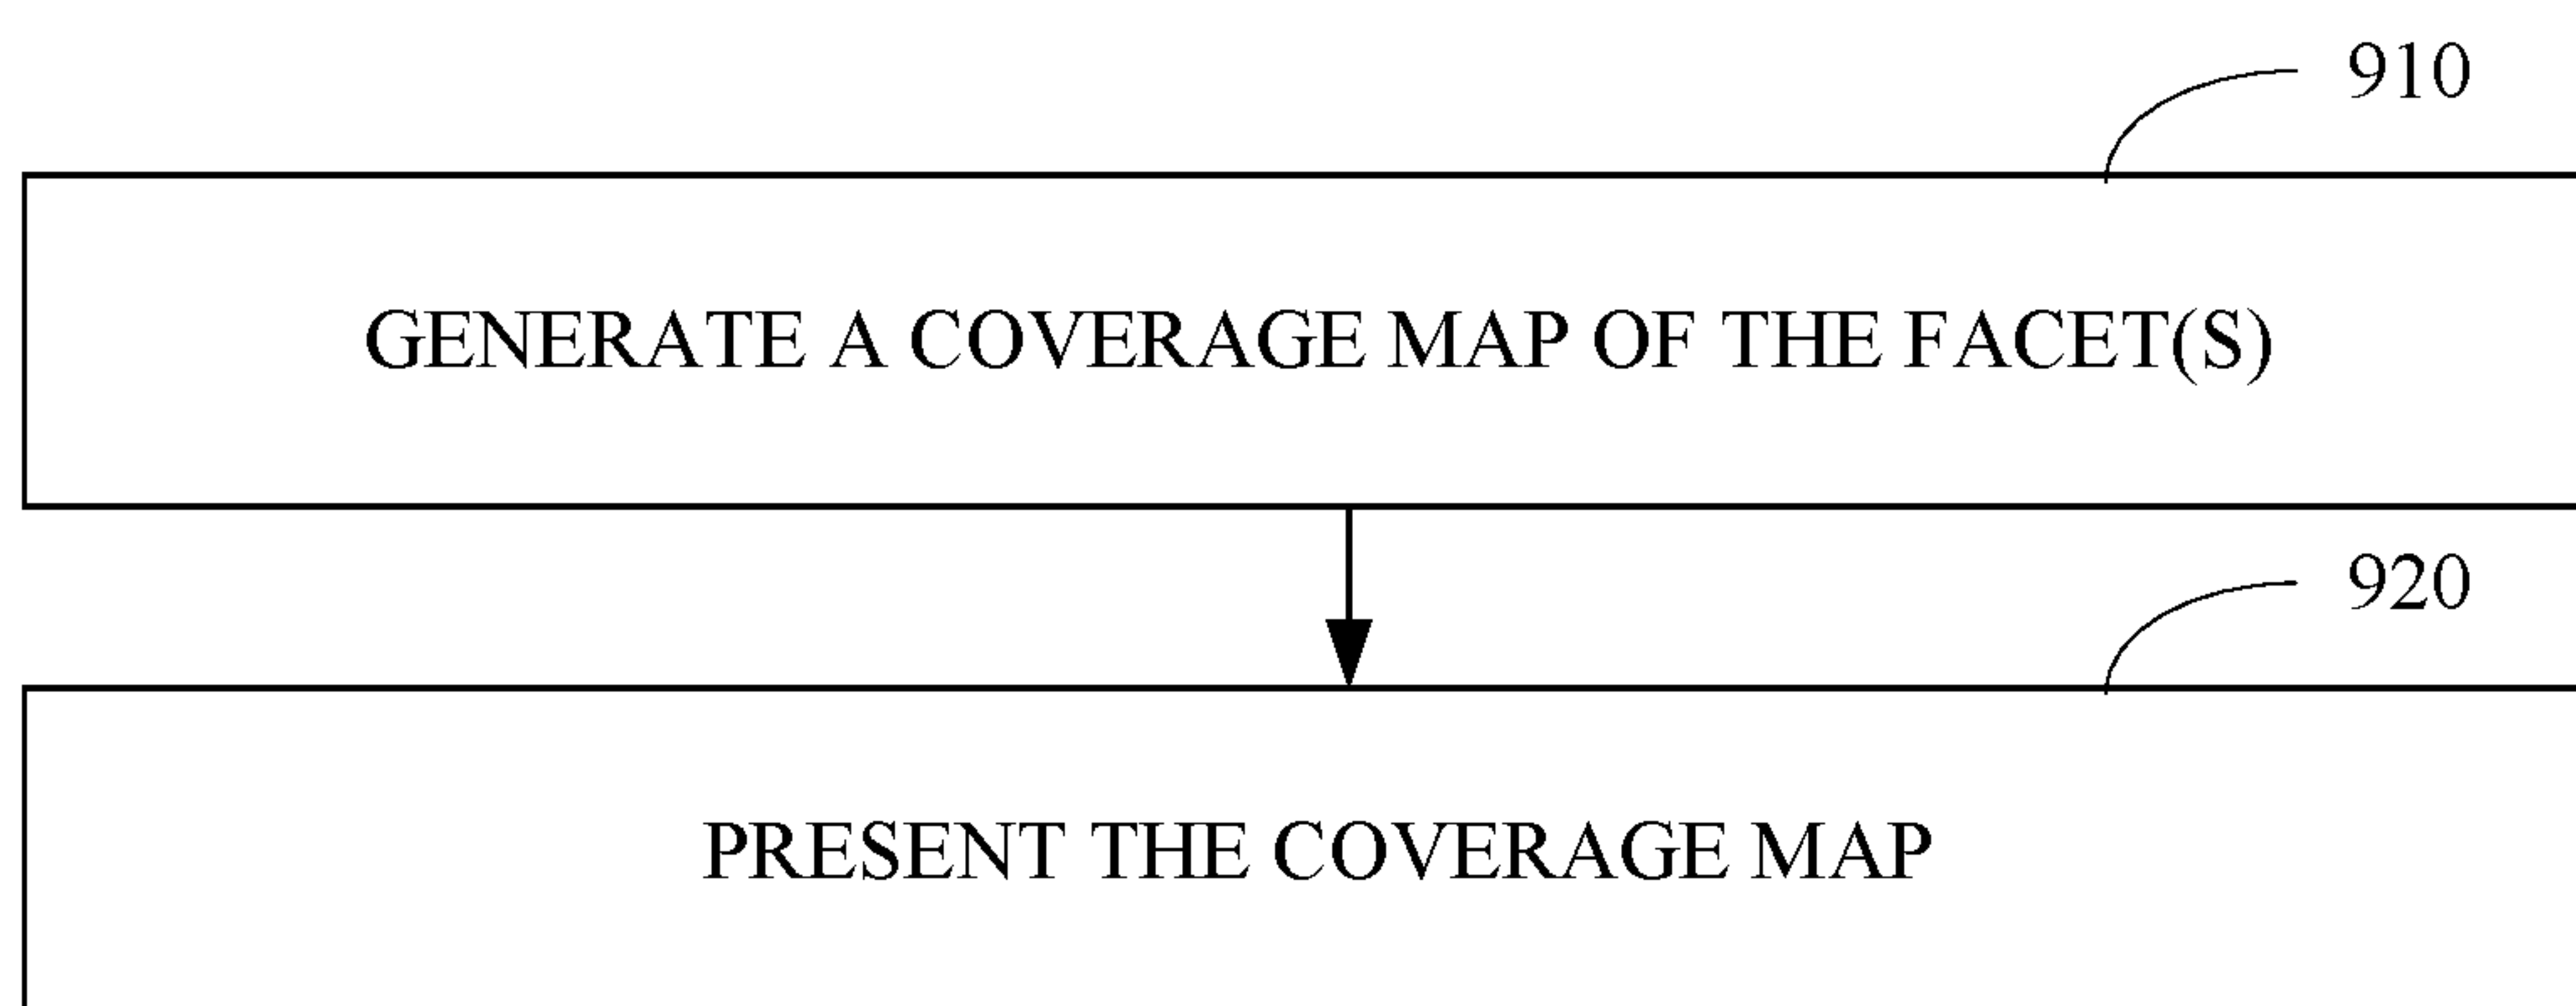 910
GENERATE A COVERAGE MAP OF THE FACET(S)
920
PRESENT THE COVERAGE MAP